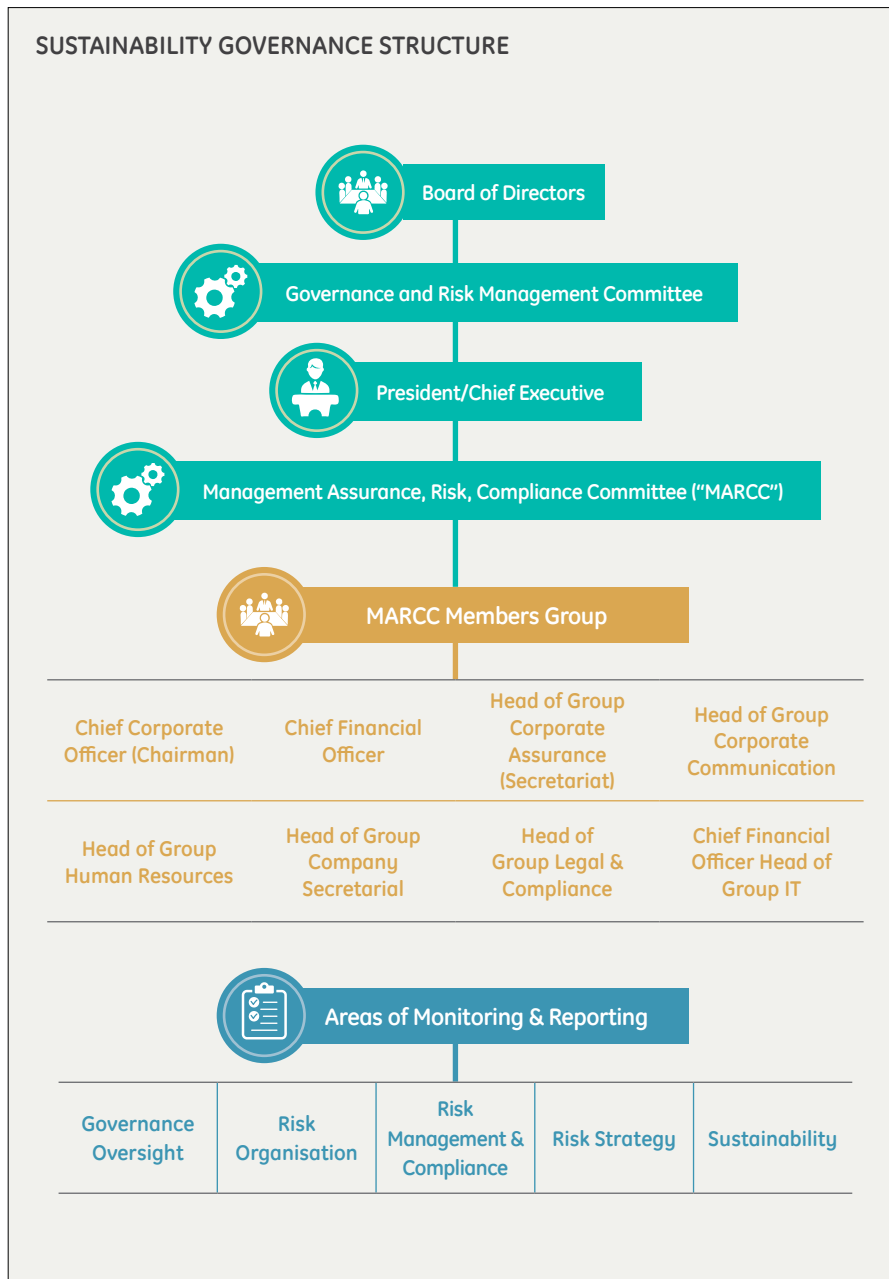 SUSTAINABILITY GOVERNANCE STRUCTURE
Board of Directors
Governance and Risk Management Committee
President/Chief Executive
Management Assurance, Risk, Compliance Committee (“MARCC”)
MARCC Members Group
Chief Corporate
Officer (Chairman)
Chief Financial
Officer
Head of Group
Corporate
Assurance
(Secretariat)
Head of Group
Corporate
Communication
Head of Group
Human Resources
Head of Group
Company
Secretarial
Head of
Group Legal &
Compliance
Chief Financial
Officer Head of
Group IT
Areas of Monitoring & Reporting
Governance
Oversight
Risk
Organisation
Risk
Management &
Compliance
Risk Strategy
Sustainability